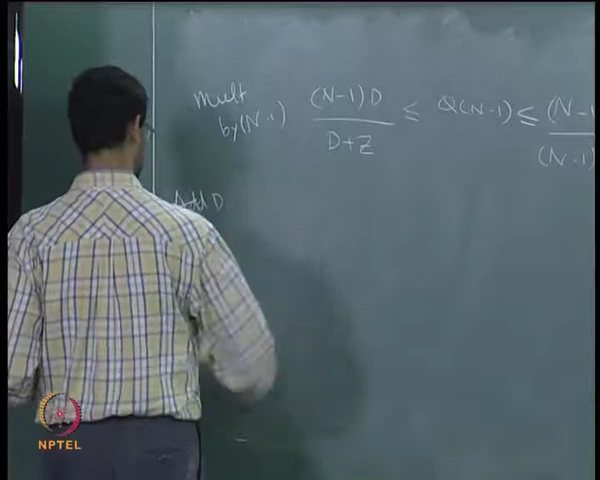 mult by (N-1) (N-1) D / D+Z ≤ Q(N-1) ≤ (N-1 / (N-1)
Add D
NPTEL